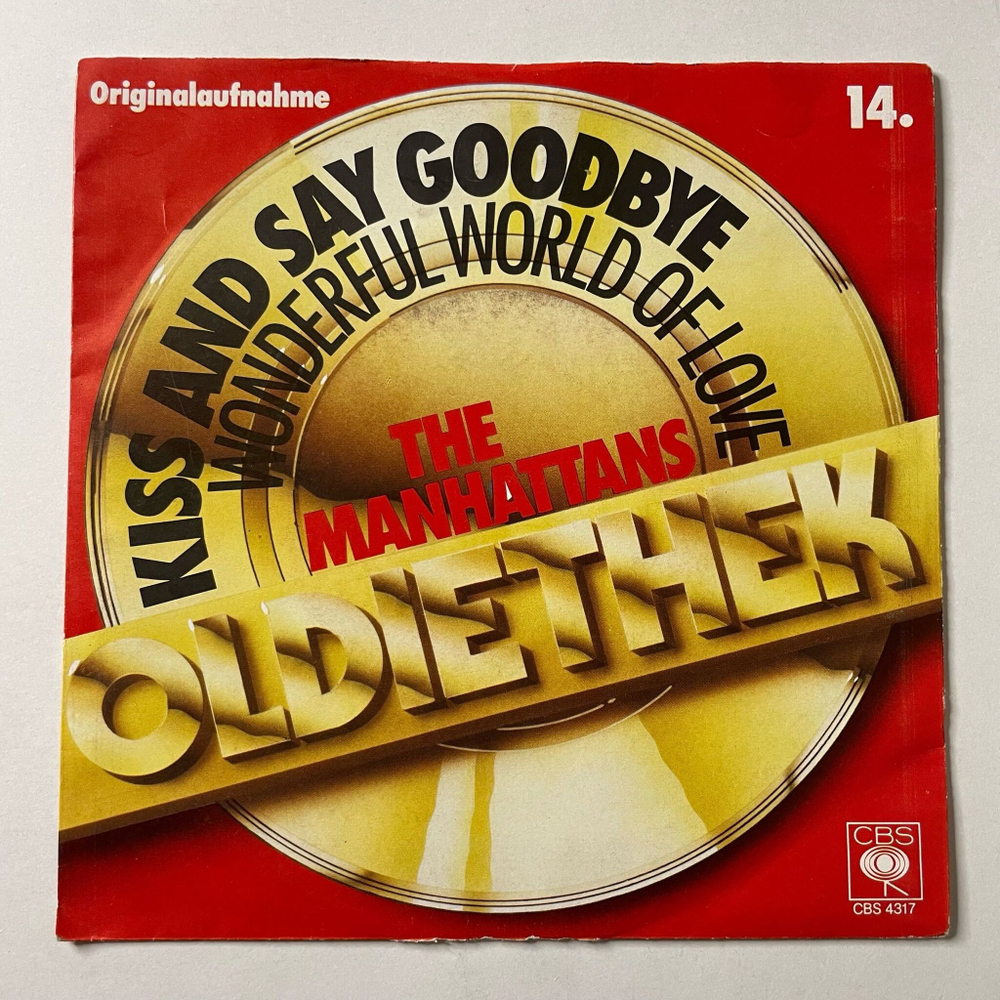 Originalaufnahme
14.
KISS AND SAY GOODBYE
WONDERFUL WORLD OF LOVE
THE
MANHATTANS
OLDIETHEK
CBS
CBS 4317